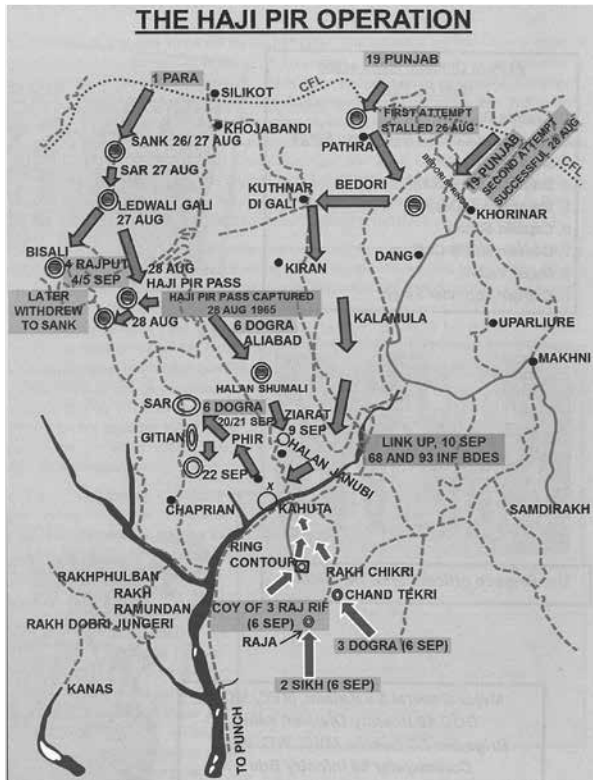 THE HAJI PIR OPERATION
1 PARA
SILIKOT
CFL
19 PUNJAB
KHOJABANDI
FIRST ATTEMPT
STALLED 26 AUG
PATHRA
SANK 26/ 27 AUG
SAR 27 AUG
19 PUNJAB
SECOND ATTEMPT
SUCCESSFUL 28 AUG
CFL
BEDORI
KUTHNAR
DI GALI
LEDWALI GALI
27 AUG
KHORINAR
BISALI
4 RAJPUT
4/5 SEP
KIRAN
DANG
28 AUG
HAJI PIR PASS
LATER
WITHDREW
TO SANK
HAJI PIR PASS CAPTURED
28 AUG 1965
28 AUG
6 DOGRA
ALIABAD
KALAMULA
UPARLIURE
MAKHNI
HALAN SHUMALI
SAR
6 DOGRA
20/21 SEP
ZIARAT
9 SEP
GITIAN
PHIR
HALAN JANUBI
LINK UP, 10 SEP
68 AND 93 INF BDES
22 SEP
X
CHAPRIAN
KAHUTA
SAMDIRAKH
RING
CONTOUR
RAKHPHULBAN
RAKH
RAMUNDAN
RAKH DOBRI JUNGERI
RAKH CHIKRI
CHAND TEKRI
COY OF 3 RAJ RIF
(6 SEP)
RAJA
3 DOGRA (6 SEP)
2 SIKH (6 SEP)
KANAS
TO PUNCH